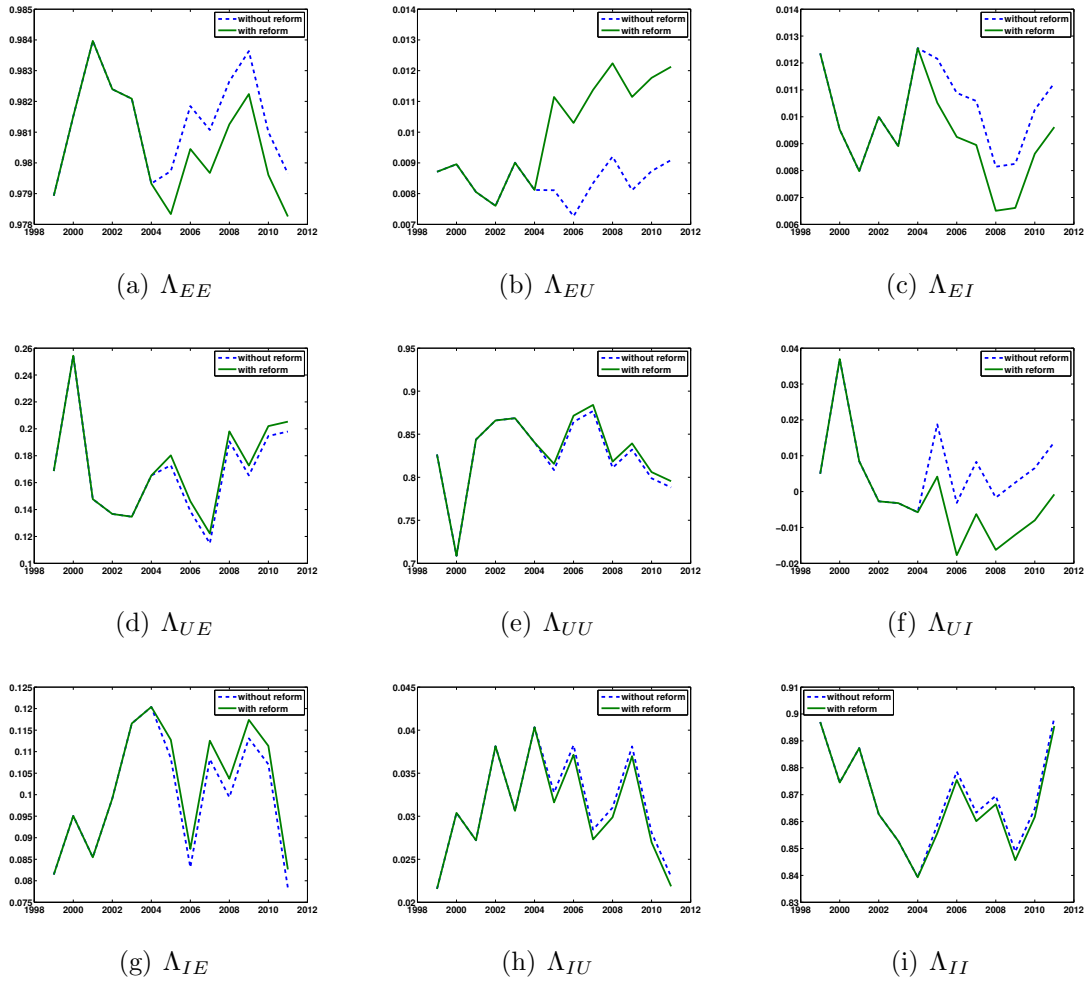 0.985
0.984
0.983
0.982
0.981
0.98
0.979
0.978
1998 2000 2002 2004 2006 2008 2010 2012
without reform
with reform
(a) Λ_EE
0.014
0.013
0.012
0.011
0.01
0.009
0.008
0.007
1998 2000 2002 2004 2006 2008 2010 2012
without reform
with reform
(b) Λ_EU
0.014
0.013
0.012
0.011
0.01
0.009
0.008
0.007
0.006
1998 2000 2002 2004 2006 2008 2010 2012
without reform
with reform
(c) Λ_EI
0.26
0.24
0.22
0.2
0.18
0.16
0.14
0.12
0.1
1998 2000 2002 2004 2006 2008 2010 2012
without reform
with reform
(d) Λ_UE
0.95
0.9
0.85
0.8
0.75
0.7
1998 2000 2002 2004 2006 2008 2010 2012
without reform
with reform
(e) Λ_UU
0.04
0.03
0.02
0.01
0
−0.01
−0.02
1998 2000 2002 2004 2006 2008 2010 2012
without reform
with reform
(f) Λ_UI
0.125
0.12
0.115
0.11
0.105
0.1
0.095
0.09
0.085
0.08
0.075
1998 2000 2002 2004 2006 2008 2010 2012
without reform
with reform
(g) Λ_IE
0.045
0.04
0.035
0.03
0.025
0.02
1998 2000 2002 2004 2006 2008 2010 2012
without reform
with reform
(h) Λ_IU
0.91
0.9
0.89
0.88
0.87
0.86
0.85
0.84
0.83
1998 2000 2002 2004 2006 2008 2010 2012
without reform
with reform
(i) Λ_II